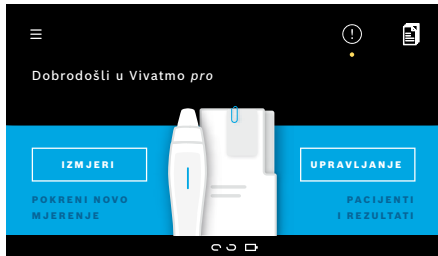 Dobrodošli u Vivatmo pro
IZMJERI
UPRAVLJANJE
POKRENI NOVO
MJERENJE
PACIJENTI
I REZULTATI